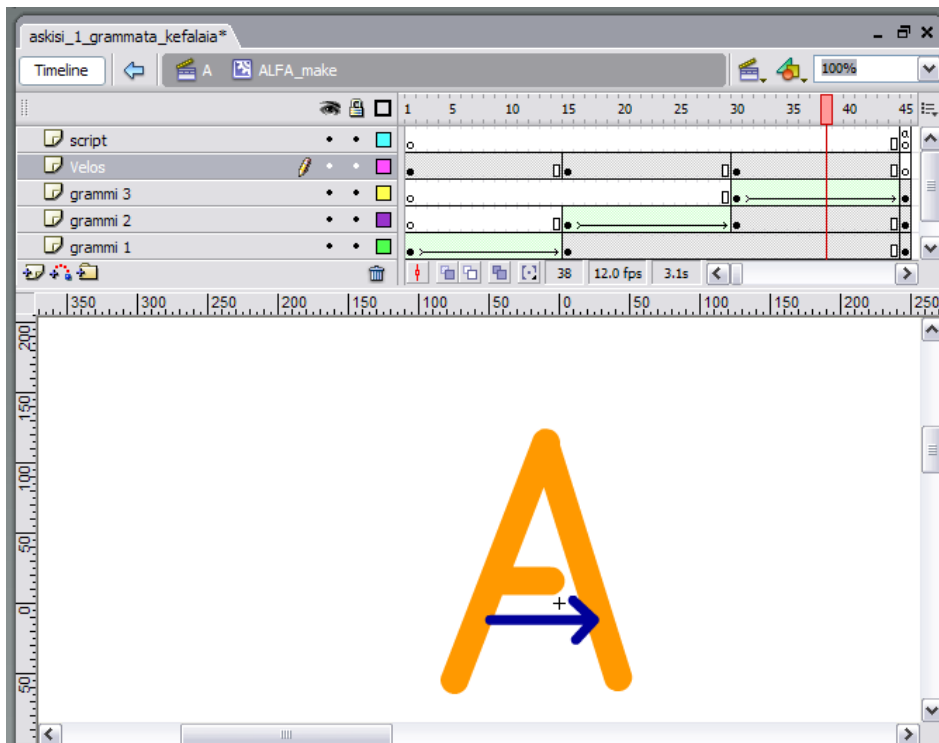 askisi_1_grammata_kefalaia*
Timeline A ALFA_make 100%
1 5 10 15 20 25 30 35 40 45
script
Velos
grammi 3
grammi 2
grammi 1
38 12.0 fps 3.1s
350 300 250 200 150 100 50 0 50 100 150 200 250
200
150
100
50
0
50
A